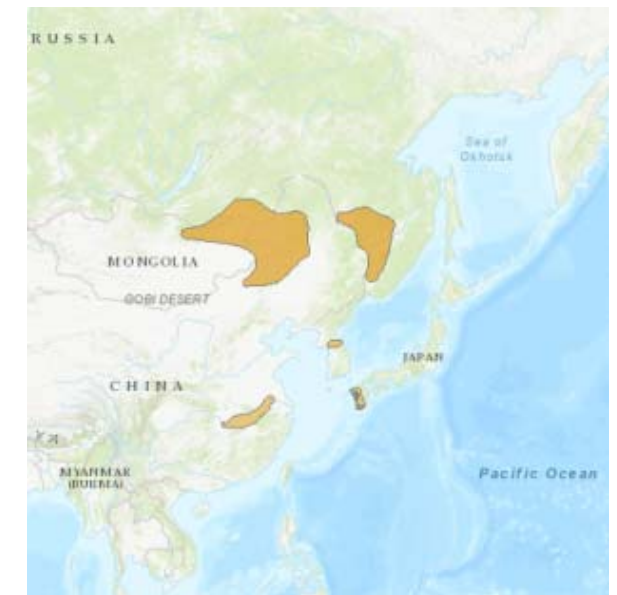 RUSSIA
Sea of
Okhotsk
MONGOLIA
GOBI DESERT
JAPAN
CHINA
MYANMAR
(BURMA)
Pacific Ocean